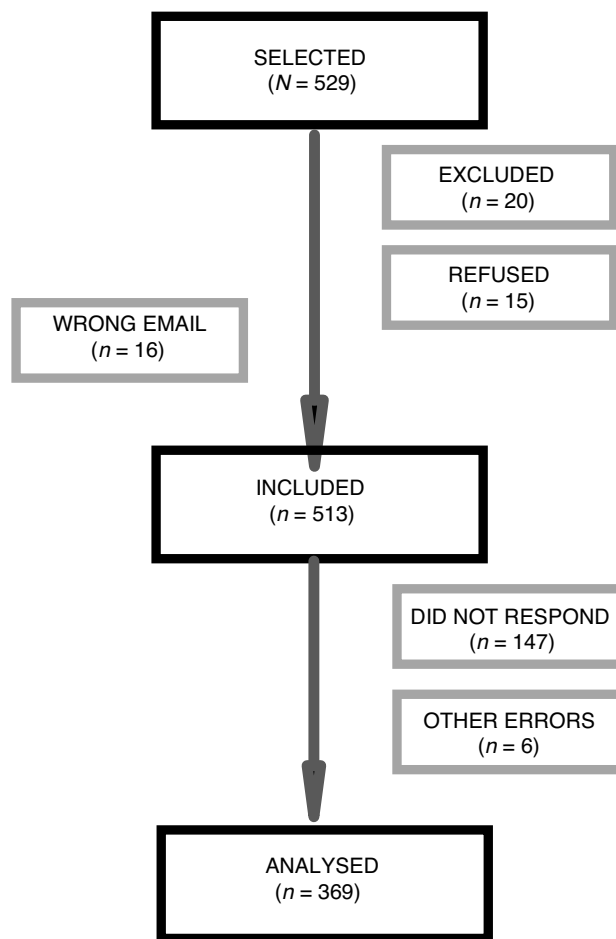 SELECTED
(N = 529)
EXCLUDED
(n = 20)
REFUSED
(n = 15)
WRONG EMAIL
(n = 16)
INCLUDED
(n = 513)
DID NOT RESPOND
(n = 147)
OTHER ERRORS
(n = 6)
ANALYSED
(n = 369)